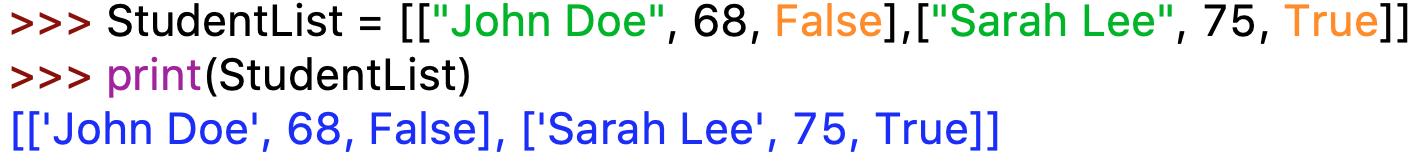 >>> StudentList = [["John Doe", 68, False],["Sarah Lee", 75, True]]
>>> print(StudentList)
[['John Doe', 68, False], ['Sarah Lee', 75, True]]